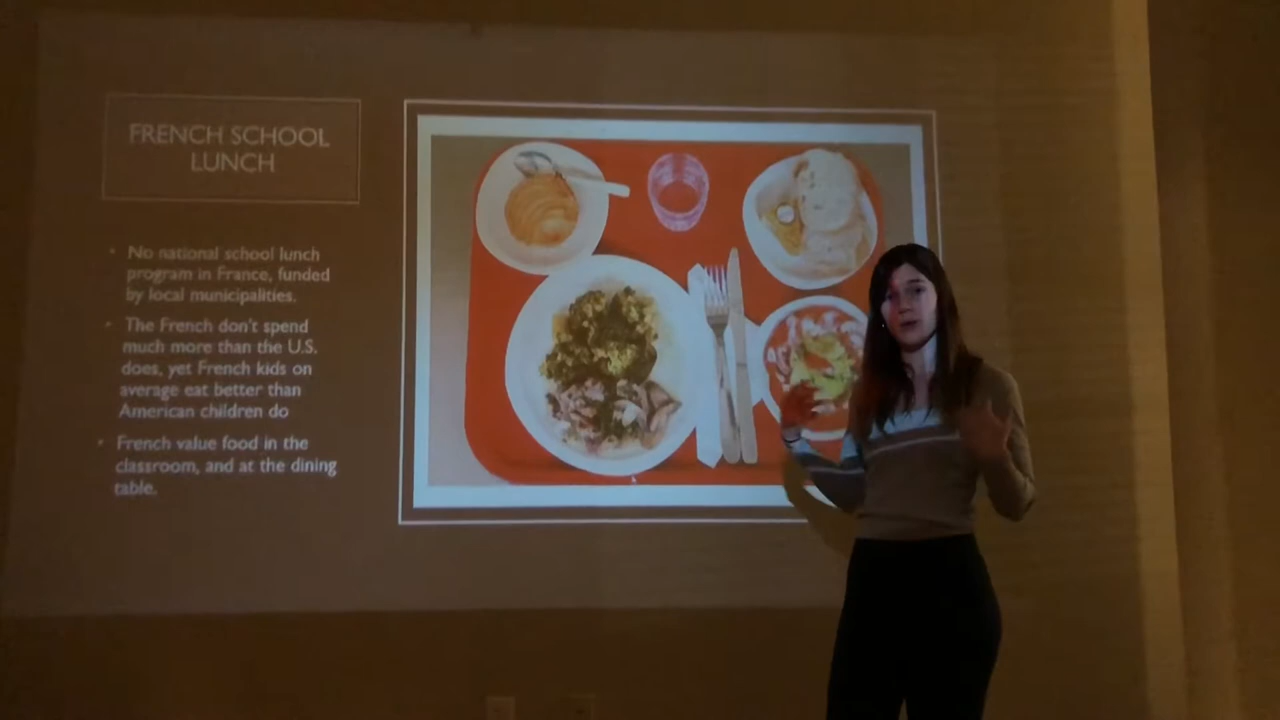 FRENCH SCHOOL
LUNCH
• No national school lunch
program in France, funded
by local municipalities.
• The French don't spend
much more than the U.S.
does, yet French kids on
average eat better than
American children do
• French value food in the
classroom, and at the dining
table.